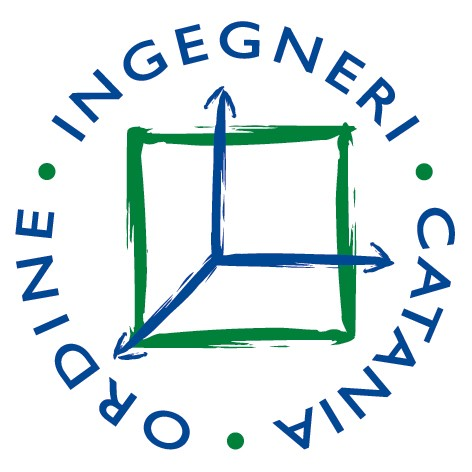 ORDINE • INGEGNERI • CATANIA •